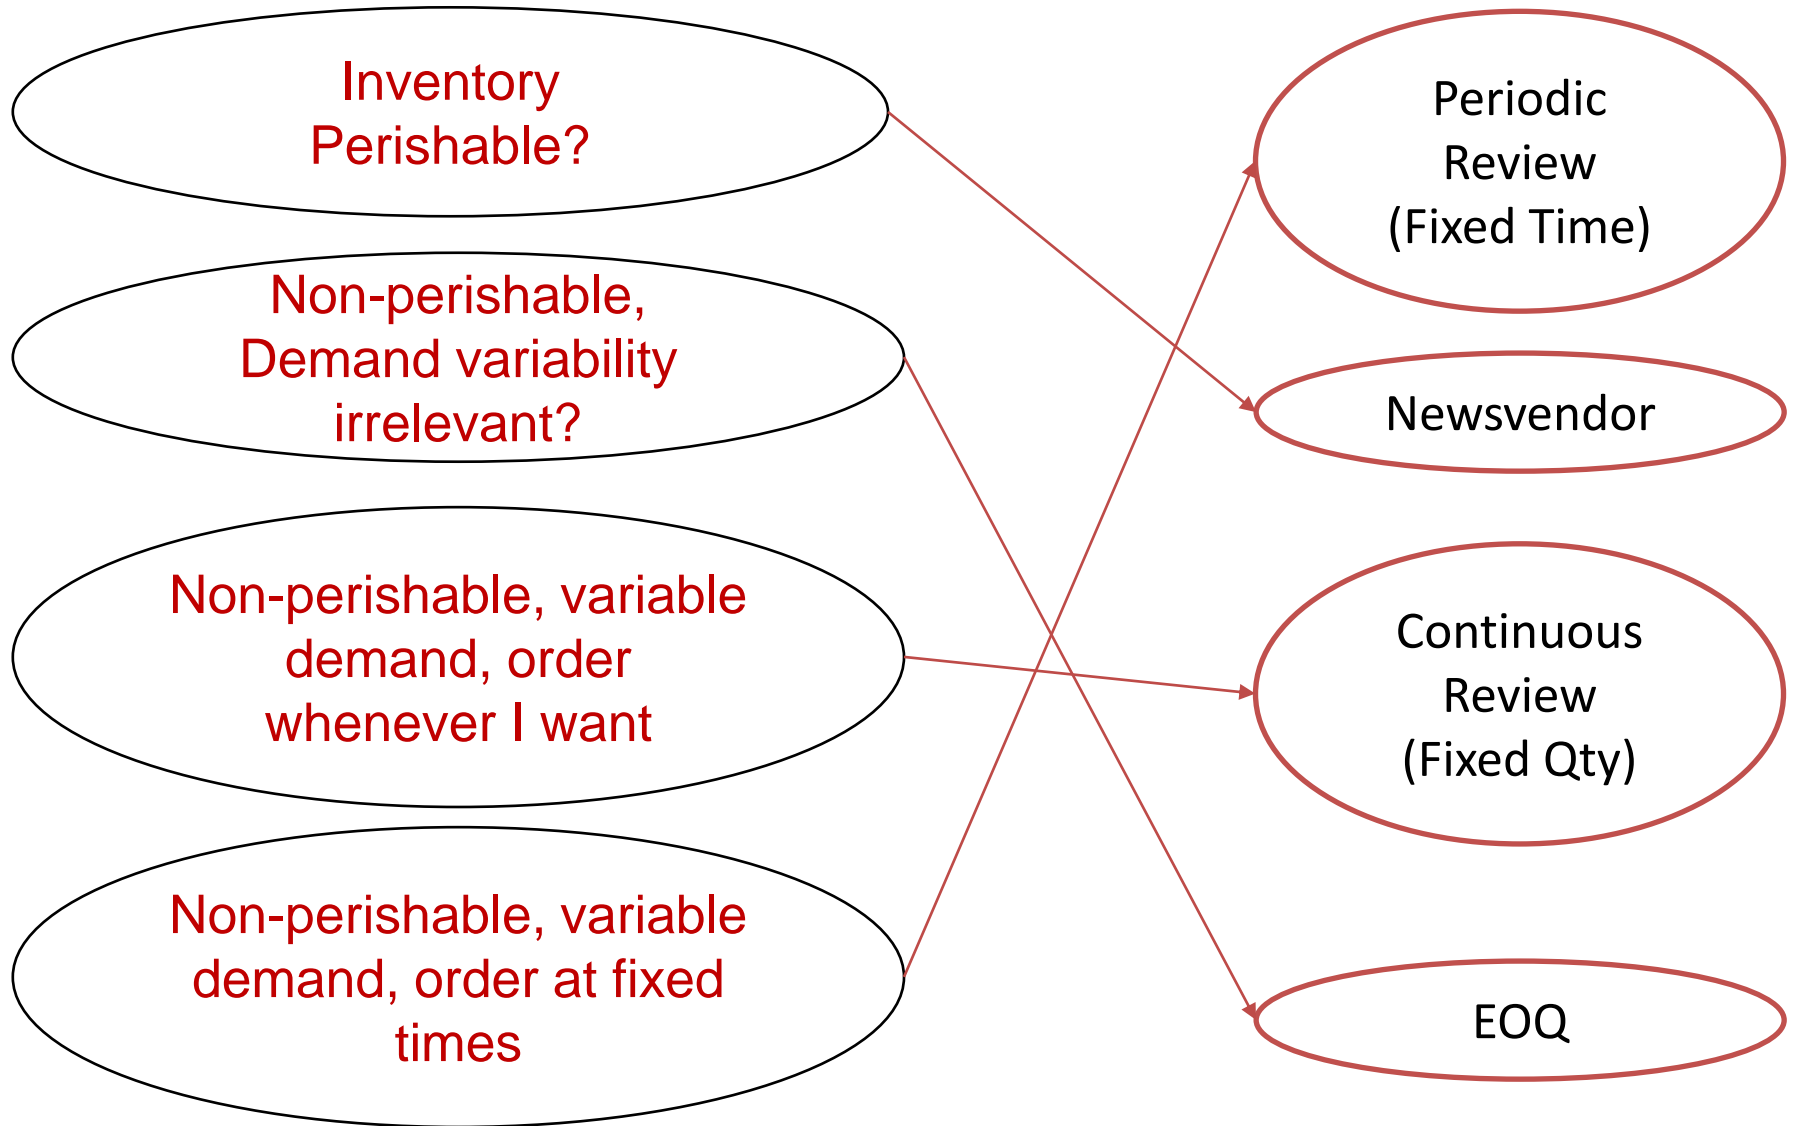 Inventory
Perishable?
Non-perishable,
Demand variability
irrelevant?
Non-perishable, variable
demand, order
whenever I want
Non-perishable, variable
demand, order at fixed
times
Periodic
Review
(Fixed Time)
Newsvendor
Continuous
Review
(Fixed Qty)
EOQ